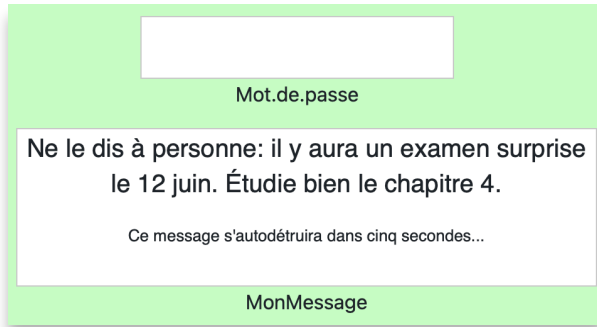 Mot.de.passe
Ne le dis à personne: il y aura un examen surprise
le 12 juin. Étudie bien le chapitre 4.
Ce message s'autodétruira dans cinq secondes...
MonMessage